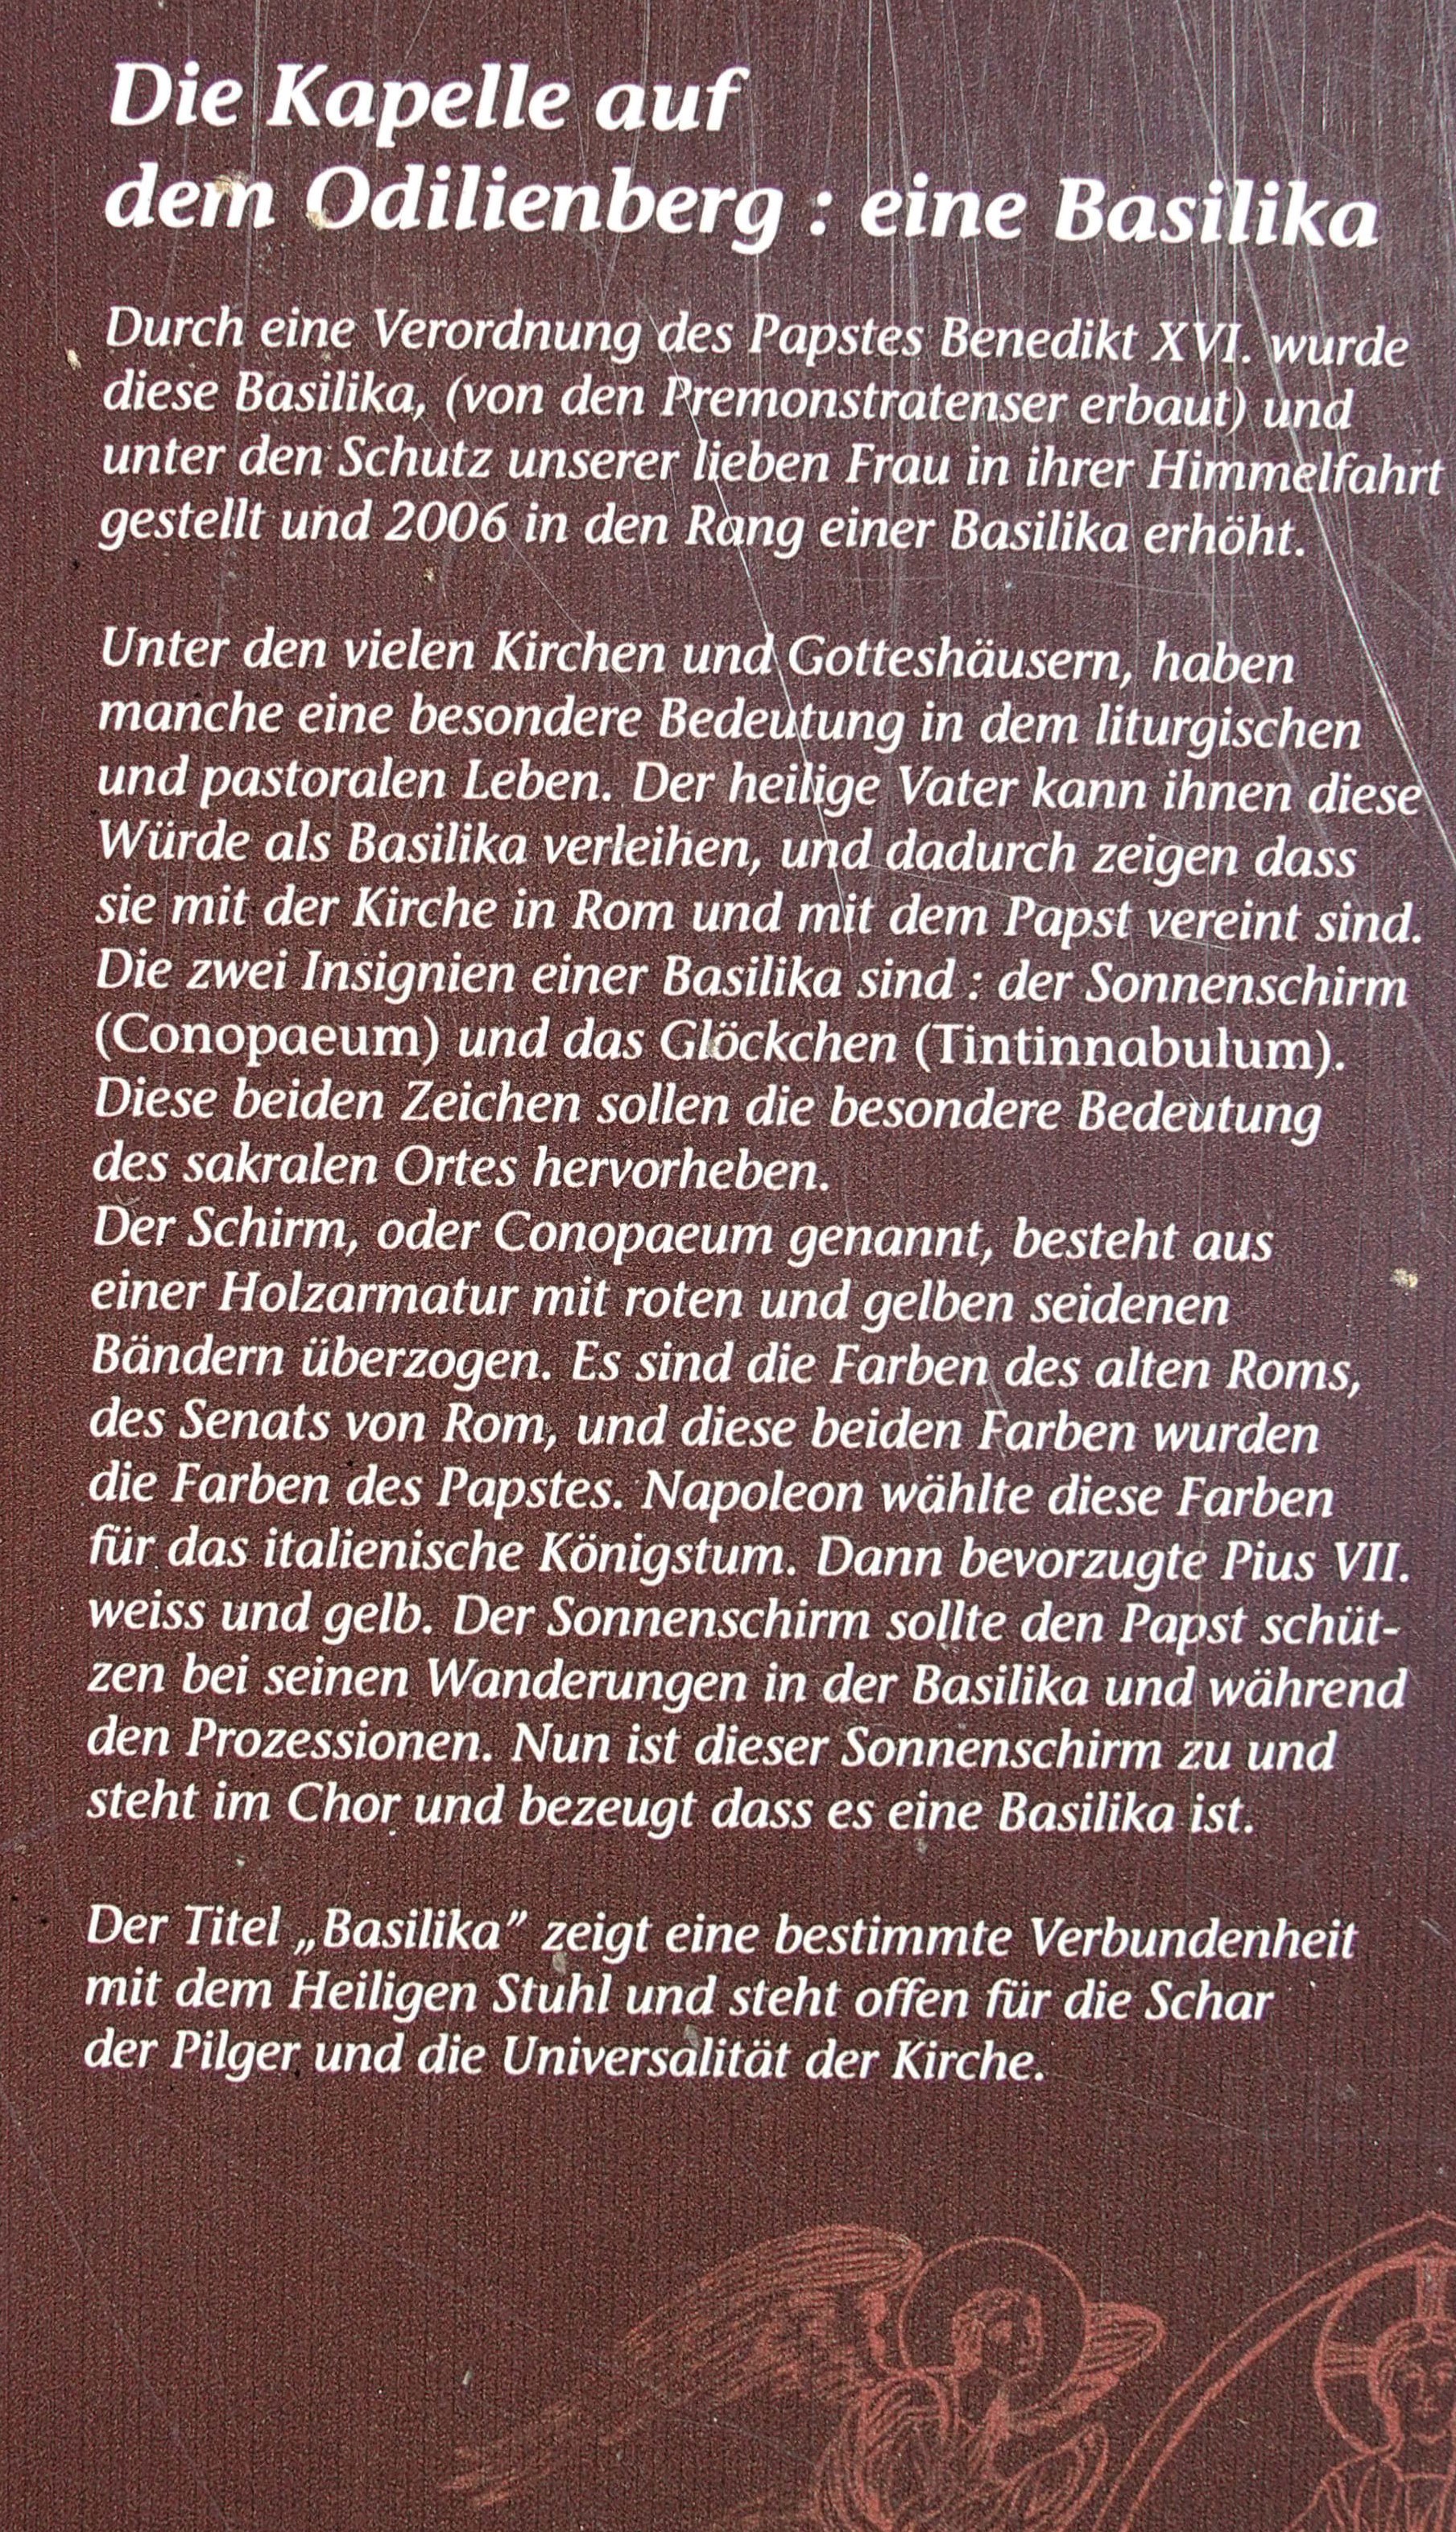 Die Kapelle auf
dem Odilienberg : eine Basilika
Durch eine Verordnung des Papstes Benedikt XVI. wurde
diese Basilika, (von den Premonstratenser erbaut) und
unter den Schutz unserer lieben Frau in ihrer Himmelfahrt
gestellt und 2006 in den Rang einer Basilika erhöht.
Unter den vielen Kirchen und Gotteshäusern, haben
manche eine besondere Bedeutung in dem liturgischen
und pastoralen Leben. Der heilige Vater kann ihnen diese
Würde als Basilika verleihen, und dadurch zeigen dass
sie mit der Kirche in Rom und mit dem Papst vereint sind.
Die zwei Insignien einer Basilika sind : der Sonnenschirm
(Conopaeum) und das Glöckchen (Tintinnabulum).
Diese beiden Zeichen sollen die besondere Bedeutung
des sakralen Ortes hervorheben.
Der Schirm, oder Conopaeum genannt, besteht aus
einer Holzarmatur mit roten und gelben seidenen
Bändern überzogen. Es sind die Farben des alten Roms,
des Senats von Rom, und diese beiden Farben wurden
die Farben des Papstes. Napoleon wählte diese Farben
für das italienische Königstum. Dann bevorzugte Pius VII.
weiss und gelb. Der Sonnenschirm sollte den Papst schüt-
zen bei seinen Wanderungen in der Basilika und während
den Prozessionen. Nun ist dieser Sonnenschirm zu und
steht im Chor und bezeugt dass es eine Basilika ist.
Der Titel „Basilika” zeigt eine bestimmte Verbundenheit
mit dem Heiligen Stuhl und steht offen für die Schar
der Pilger und die Universalität der Kirche.